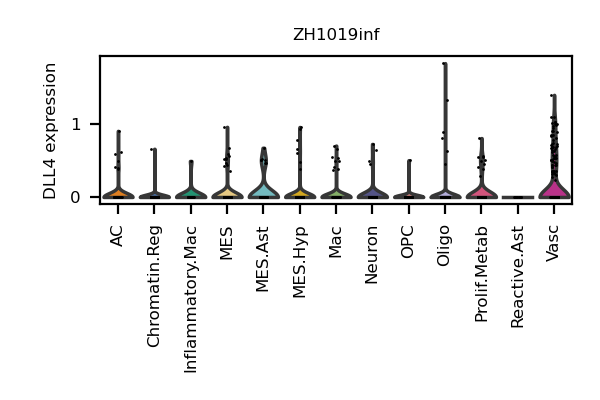 ZH1019inf
DLL4 expression
1
0
AC
Chromatin.Reg
Inflammatory.Mac
MES
MES.Ast
MES.Hyp
Mac
Neuron
OPC
Oligo
Prolif.Metab
Reactive.Ast
Vasc